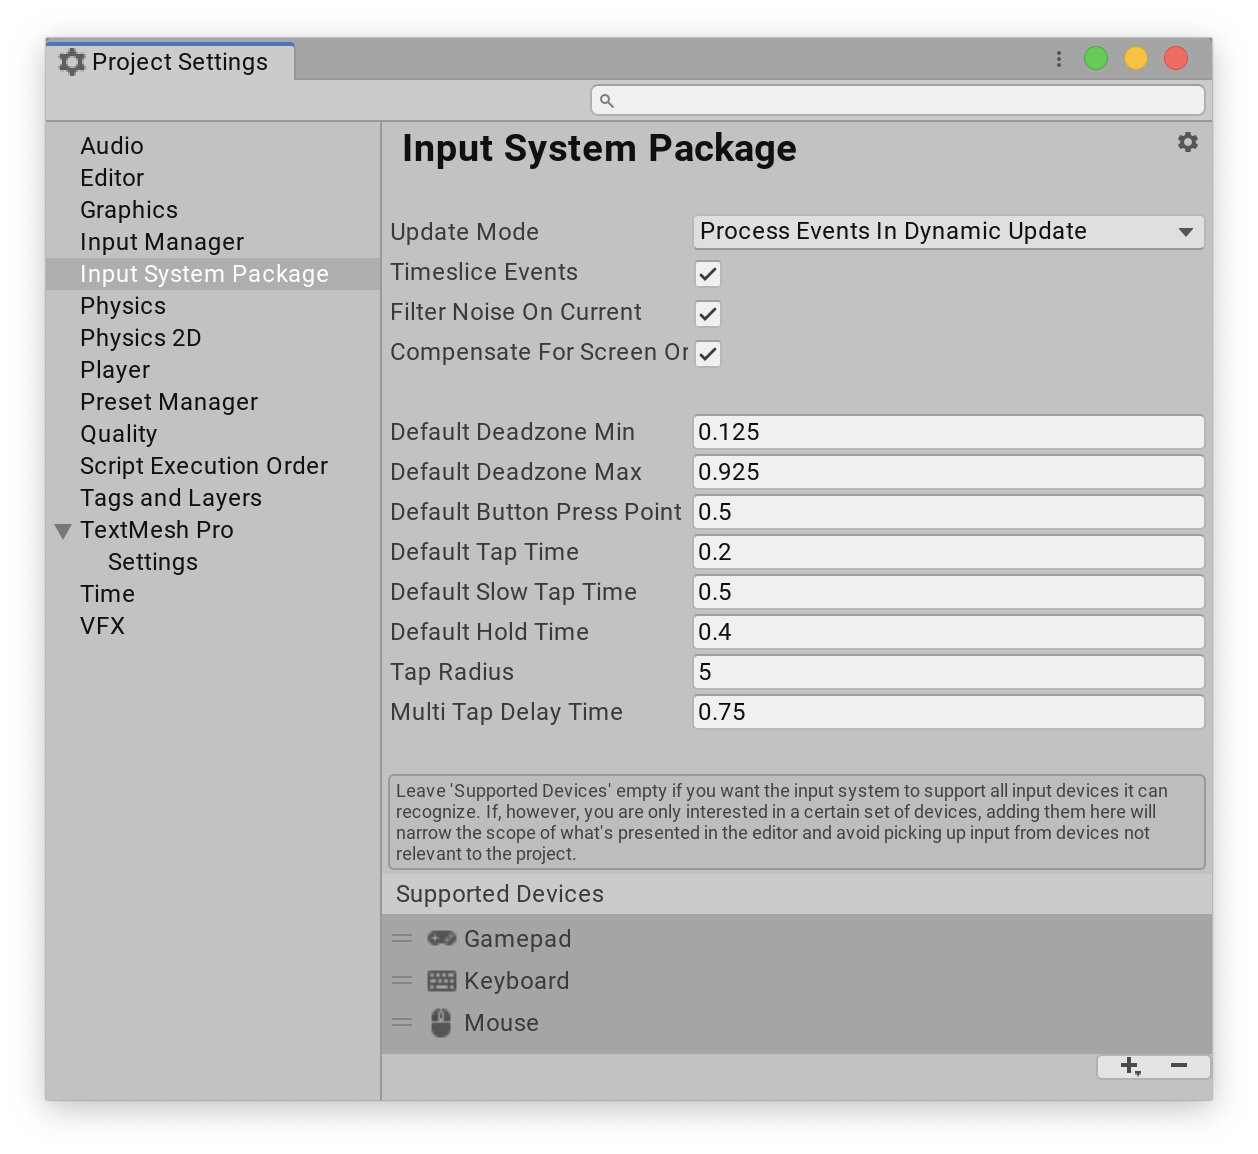 Project Settings
Audio
Editor
Graphics
Input Manager
Input System Package
Physics
Physics 2D
Player
Preset Manager
Quality
Script Execution Order
Tags and Layers
TextMesh Pro
Settings
Time
VFX
Input System Package
Update Mode Process Events In Dynamic Update
Timeslice Events
Filter Noise On Current
Compensate For Screen Or
Default Deadzone Min 0.125
Default Deadzone Max 0.925
Default Button Press Point 0.5
Default Tap Time 0.2
Default Slow Tap Time 0.5
Default Hold Time 0.4
Tap Radius 5
Multi Tap Delay Time 0.75
Leave 'Supported Devices' empty if you want the input system to support all input devices it can
recognize. If, however, you are only interested in a certain set of devices, adding them here will
narrow the scope of what's presented in the editor and avoid picking up input from devices not
relevant to the project.
Supported Devices
Gamepad
Keyboard
Mouse